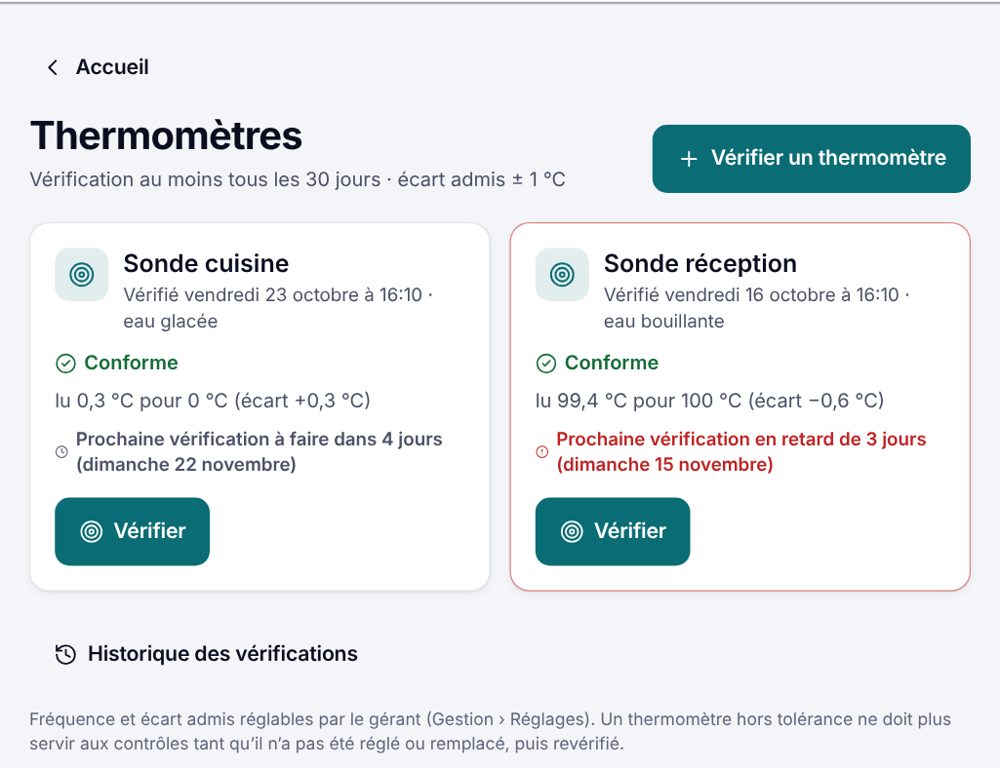 Accueil
Thermomètres
Vérification au moins tous les 30 jours · écart admis ± 1 °C
Vérifier un thermomètre
Sonde cuisine
Vérifié vendredi 23 octobre à 16:10 ·
eau glacée
Conforme
lu 0,3 °C pour 0 °C (écart +0,3 °C)
Prochaine vérification à faire dans 4 jours
(dimanche 22 novembre)
Vérifier
Sonde réception
Vérifié vendredi 16 octobre à 16:10 ·
eau bouillante
Conforme
lu 99,4 °C pour 100 °C (écart −0,6 °C)
Prochaine vérification en retard de 3 jours
(dimanche 15 novembre)
Vérifier
Historique des vérifications
Fréquence et écart admis réglables par le gérant (Gestion › Réglages). Un thermomètre hors tolérance ne doit plus
servir aux contrôles tant qu’il n’a pas été réglé ou remplacé, puis revérifié.